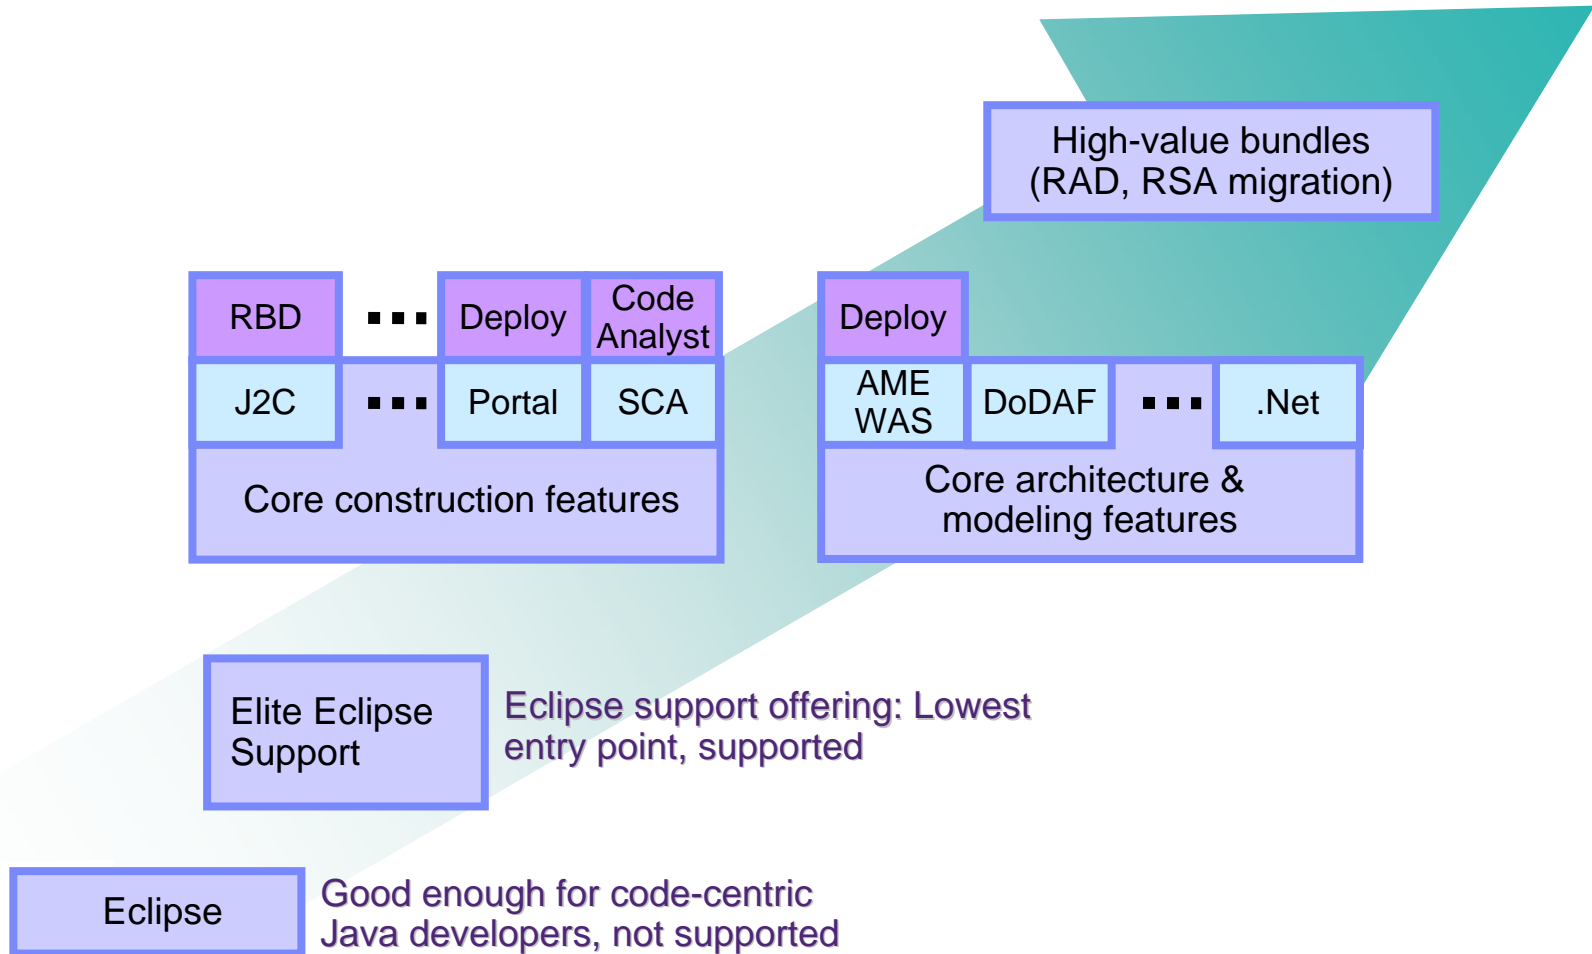 High-value bundles
(RAD, RSA migration)
RBD
Deploy
Code
Analyst
Deploy
J2C
Portal
SCA
AME
WAS
DoDAF
.Net
Core construction features
Core architecture &
modeling features
Elite Eclipse
Support
Eclipse support offering: Lowest
entry point, supported
Eclipse
Good enough for code-centric
Java developers, not supported